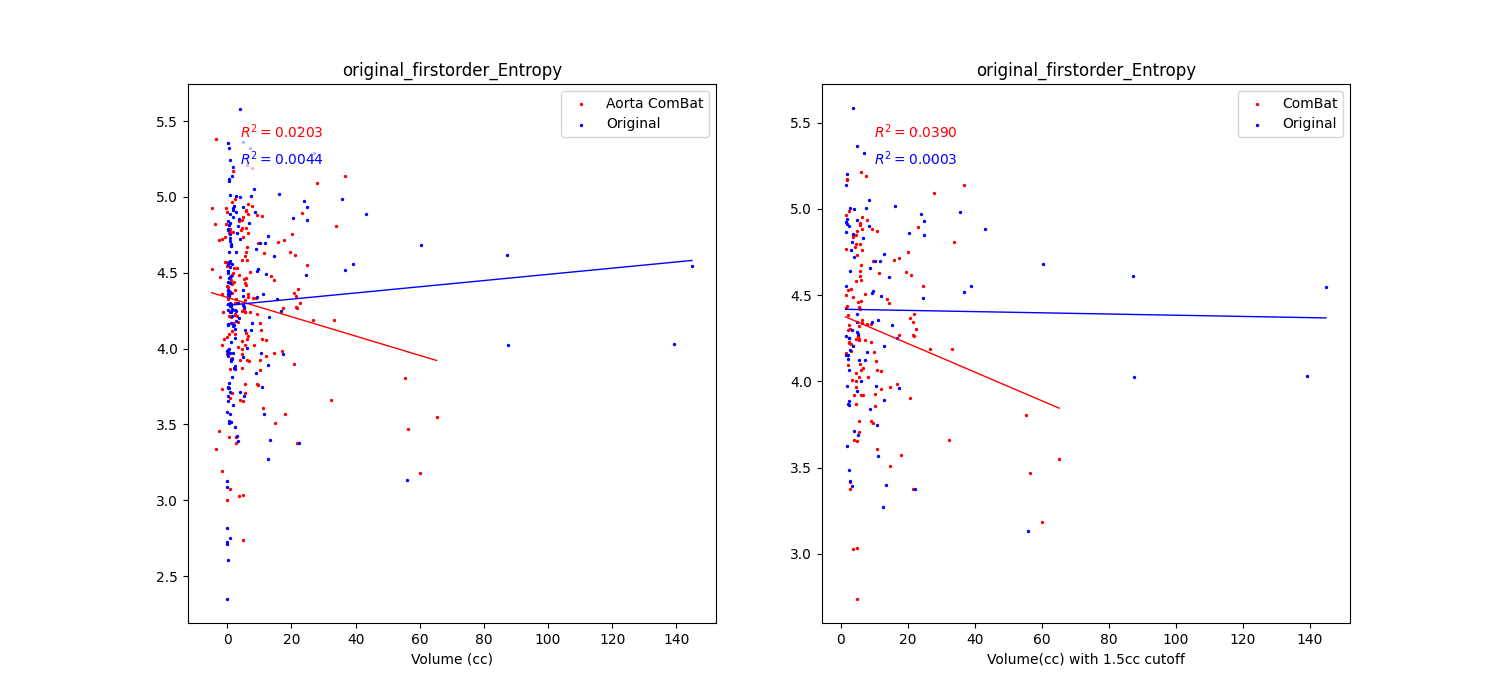 original_firstorder_Entropy
Aorta ComBat
Original
R² = 0.0203
R² = 0.0044
5.5
5.0
4.5
4.0
3.5
3.0
2.5
0 20 40 60 80 100 120 140
Volume (cc)
original_firstorder_Entropy
ComBat
Original
R² = 0.0390
R² = 0.0003
5.5
5.0
4.5
4.0
3.5
3.0
0 20 40 60 80 100 120 140
Volume(cc) with 1.5cc cutoff